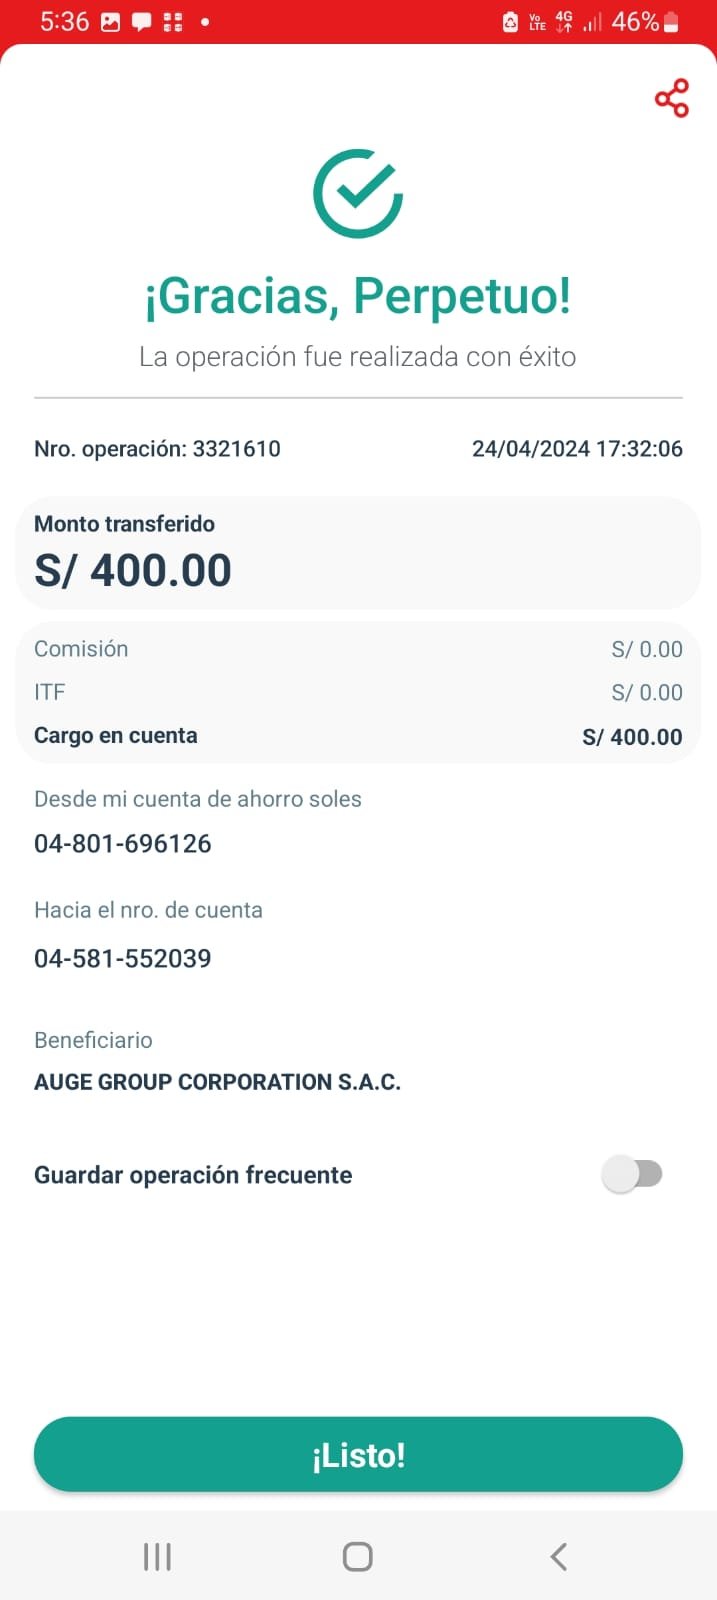 5:36
Vo LTE 4G 46%
¡Gracias, Perpetuo!
La operación fue realizada con éxito
Nro. operación: 3321610 24/04/2024 17:32:06
Monto transferido
S/ 400.00
Comisión S/ 0.00
ITF S/ 0.00
Cargo en cuenta S/ 400.00
Desde mi cuenta de ahorro soles
04-801-696126
Hacia el nro. de cuenta
04-581-552039
Beneficiario
AUGE GROUP CORPORATION S.A.C.
Guardar operación frecuente
¡Listo!